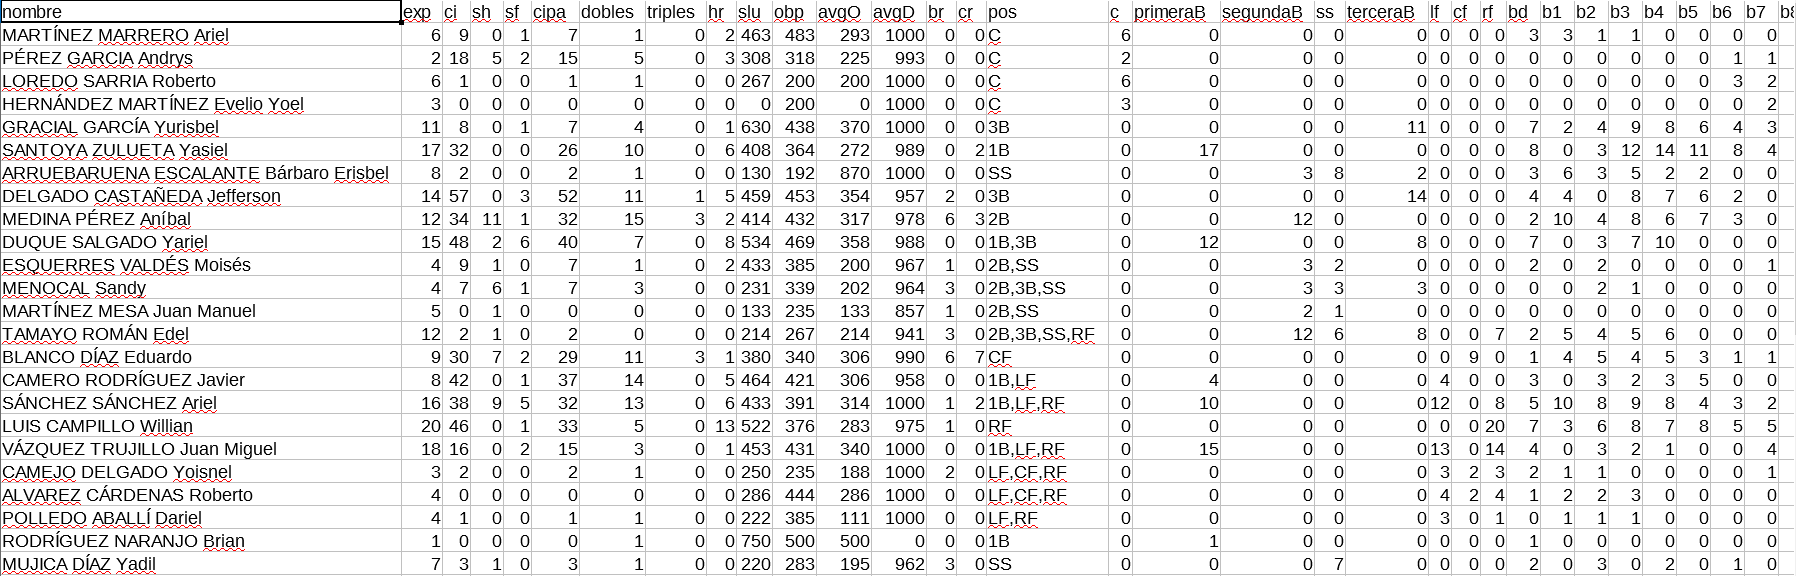 nombre exp ci sh sf cipa dobles triples hr slu obp avgO avgD br cr pos c primeraB segundaB ss terceraB lf cf rf bd b1 b2 b3 b4 b5 b6 b7 b8
MARTÍNEZ MARRERO Ariel 6 9 0 1 7 1 0 2 463 483 293 1000 0 0 C 6 0 0 0 0 0 0 0 3 3 1 1 0 0 0 0
PÉREZ GARCIA Andrys 2 18 5 2 15 5 0 3 308 318 225 993 0 0 C 2 0 0 0 0 0 0 0 0 0 0 0 0 0 1 1
LOREDO SARRIA Roberto 6 1 0 0 1 1 0 0 267 200 200 1000 0 0 C 6 0 0 0 0 0 0 0 0 0 0 0 0 0 3 2
HERNÁNDEZ MARTÍNEZ Evelio Yoel 3 0 0 0 0 0 0 0 0 200 0 1000 0 0 C 3 0 0 0 0 0 0 0 0 0 0 0 0 0 0 2
GRACIAL GARCÍA Yurisbel 11 8 0 1 7 4 0 1 630 438 370 1000 0 0 3B 0 0 0 0 11 0 0 0 7 2 4 9 8 6 4 3
SANTOYA ZULUETA Yasiel 17 32 0 0 26 10 0 6 408 364 272 989 0 2 1B 0 17 0 0 0 0 0 0 8 0 3 12 14 11 8 4
ARRUEBARUENA ESCALANTE Bárbaro Erisbel 8 2 0 0 2 1 0 0 130 192 870 1000 0 0 SS 0 0 3 8 2 0 0 0 3 6 3 5 2 2 0 0
DELGADO CASTAÑEDA Jefferson 14 57 0 3 52 11 1 5 459 453 354 957 2 0 3B 0 0 0 0 14 0 0 0 4 4 0 8 7 6 2 0
MEDINA PÉREZ Aníbal 12 34 11 1 32 15 3 2 414 432 317 978 6 3 2B 0 0 12 0 0 0 0 0 2 10 4 8 6 7 3 0
DUQUE SALGADO Yariel 15 48 2 6 40 7 0 8 534 469 358 988 0 0 1B,3B 0 12 0 0 8 0 0 0 7 0 3 7 10 0 0 0
ESQUERRES VALDÉS Moisés 4 9 1 0 7 1 0 2 433 385 200 967 1 0 2B,SS 0 0 3 2 0 0 0 0 2 0 2 0 0 0 0 1
MENOCAL Sandy 4 7 6 1 7 3 0 0 231 339 202 964 3 0 2B,3B,SS 0 0 3 3 3 0 0 0 0 0 2 1 0 0 0 0
MARTÍNEZ MESA Juan Manuel 5 0 1 0 0 0 0 0 133 235 133 857 1 0 2B,SS 0 0 2 1 0 0 0 0 0 0 0 0 0 0 0 0
TAMAYO ROMÁN Edel 12 2 1 0 2 0 0 0 214 267 214 941 3 0 2B,3B,SS,RF 0 0 12 6 8 0 0 7 2 5 4 5 6 0 0 0
BLANCO DÍAZ Eduardo 9 30 7 2 29 11 3 1 380 340 306 990 6 7 CF 0 0 0 0 0 0 9 0 1 4 5 4 5 3 1 1
CAMERO RODRÍGUEZ Javier 8 42 0 1 37 14 0 5 464 421 306 958 0 0 1B,LF 0 4 0 0 0 4 0 0 3 0 3 2 3 5 0 0
SÁNCHEZ SÁNCHEZ Ariel 16 38 9 5 32 13 0 6 433 391 314 1000 1 2 1B,LF,RF 0 10 0 0 0 12 0 8 5 10 8 9 8 4 3 2
LUIS CAMPILLO Willian 20 46 0 1 33 5 0 13 522 376 283 975 1 0 RF 0 0 0 0 0 0 0 20 7 3 6 8 7 8 5 5
VÁZQUEZ TRUJILLO Juan Miguel 18 16 0 2 15 3 0 1 453 431 340 1000 0 0 1B,LF,RF 0 15 0 0 0 13 0 14 4 0 3 2 1 0 0 4
CAMEJO DELGADO Yoisnel 3 2 0 0 2 1 0 0 250 235 188 1000 2 0 LF,CF,RF 0 0 0 0 0 3 2 3 2 1 1 0 0 0 0 1
ALVAREZ CÁRDENAS Roberto 4 0 0 0 0 0 0 0 286 444 286 1000 0 0 LF,CF,RF 0 0 0 0 0 4 2 4 1 2 2 3 0 0 0 0
POLLEDO ABALLÍ Dariel 4 1 0 0 1 1 0 0 222 385 111 1000 0 0 LF,RF 0 0 0 0 0 3 0 1 0 1 1 1 0 0 0 0
RODRÍGUEZ NARANJO Brian 1 0 0 0 0 1 0 0 750 500 500 0 0 0 1B 0 1 0 0 0 0 0 0 1 0 0 0 0 0 0 0
MUJICA DÍAZ Yadil 7 3 1 0 3 1 0 0 220 283 195 962 3 0 SS 0 0 0 7 0 0 0 0 2 0 3 0 2 0 1 0